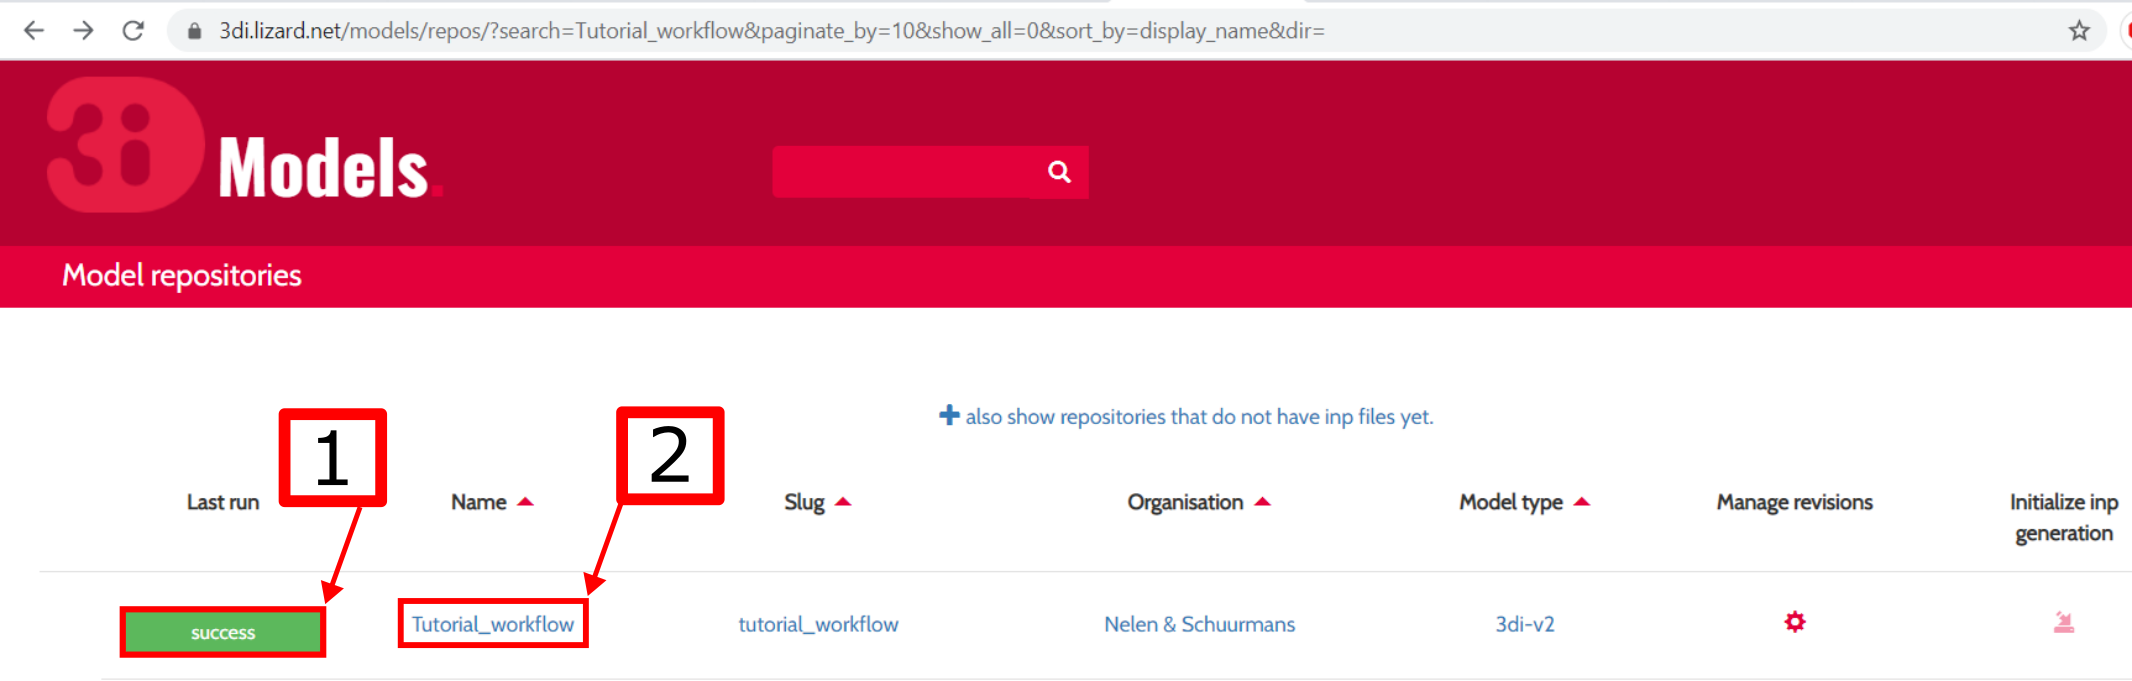 3di.lizard.net/models/repos/?search=Tutorial_workflow&paginate_by=10&show_all=0&sort_by=display_name&dir=
3i Models.
Model repositories
also show repositories that do not have inp files yet.
1 2
Last run Name Slug Organisation Model type Manage revisions Initialize inp
generation
success Tutorial_workflow tutorial_workflow Nelen & Schuurmans 3di-v2